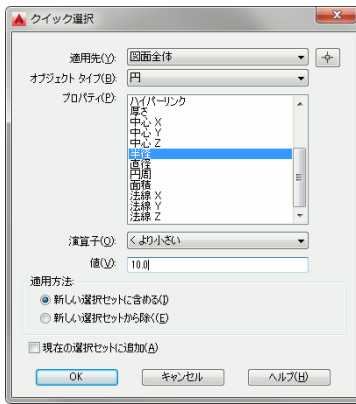 クイック選択
適用先(Y): 図面全体
オブジェクト タイプ(B): 円
プロパティ(P): ハイパーリンク
厚さ
中心 X
中心 Y
中心 Z
半径
直径
円周
面積
法線 X
法線 Y
法線 Z
演算子(O): < より小さい
値(V): 10.0
適用方法:
新しい選択セットに含める(I)
新しい選択セットから除く(E)
現在の選択セットに追加(A)
OK キャンセル ヘルプ(H)